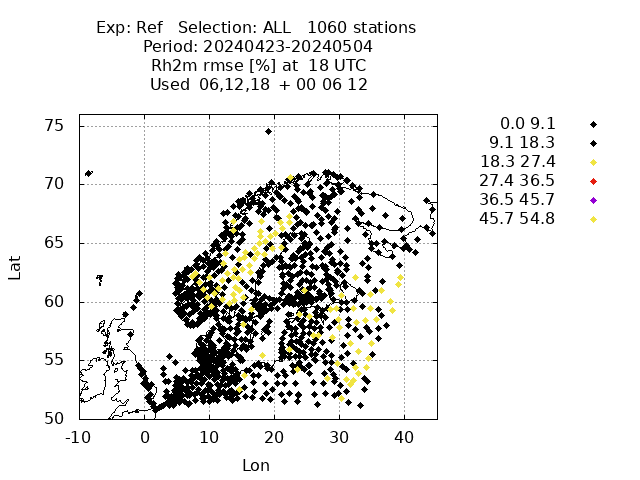 Exp: Ref   Selection: ALL   1060 stations
Period: 20240423-20240504
Rh2m rmse [%] at  18 UTC
Used  06,12,18  + 00 06 12
0.0 9.1
9.1 18.3
18.3 27.4
27.4 36.5
36.5 45.7
45.7 54.8
75
70
65
60
55
50
Lat
-10 0 10 20 30 40
Lon